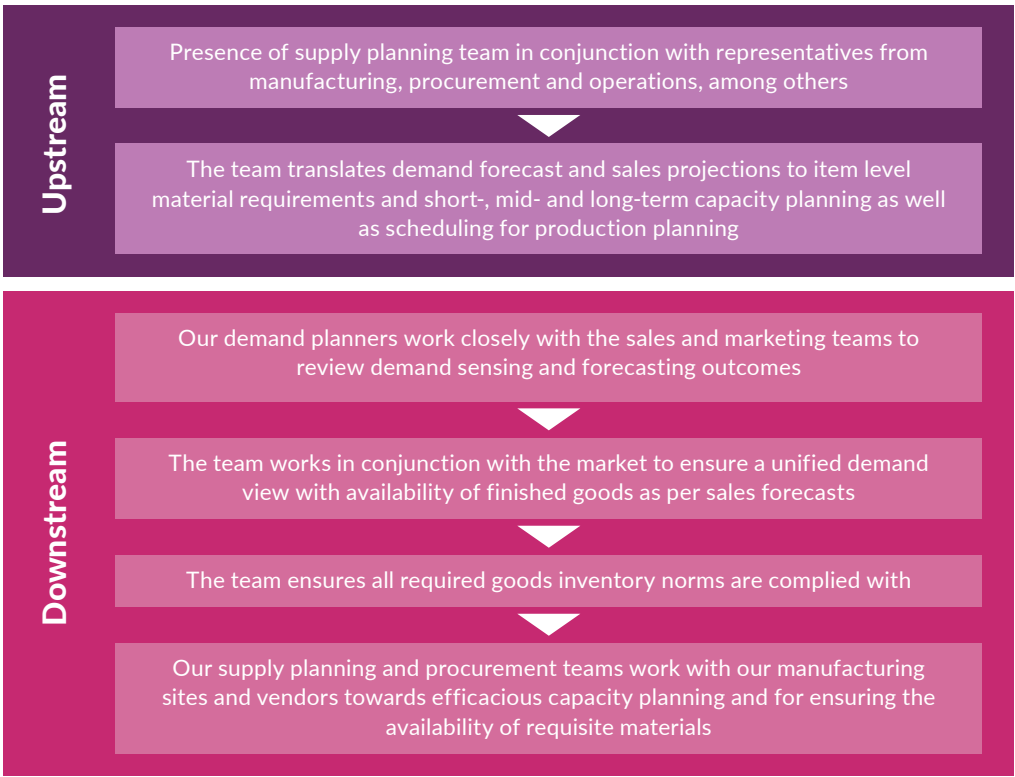 Upstream
Presence of supply planning team in conjunction with representatives from
manufacturing, procurement and operations, among others
The team translates demand forecast and sales projections to item level
material requirements and short-, mid- and long-term capacity planning as well
as scheduling for production planning
Downstream
Our demand planners work closely with the sales and marketing teams to
review demand sensing and forecasting outcomes
The team works in conjunction with the market to ensure a unified demand
view with availability of finished goods as per sales forecasts
The team ensures all required goods inventory norms are complied with
Our supply planning and procurement teams work with our manufacturing
sites and vendors towards efficacious capacity planning and for ensuring the
availability of requisite materials